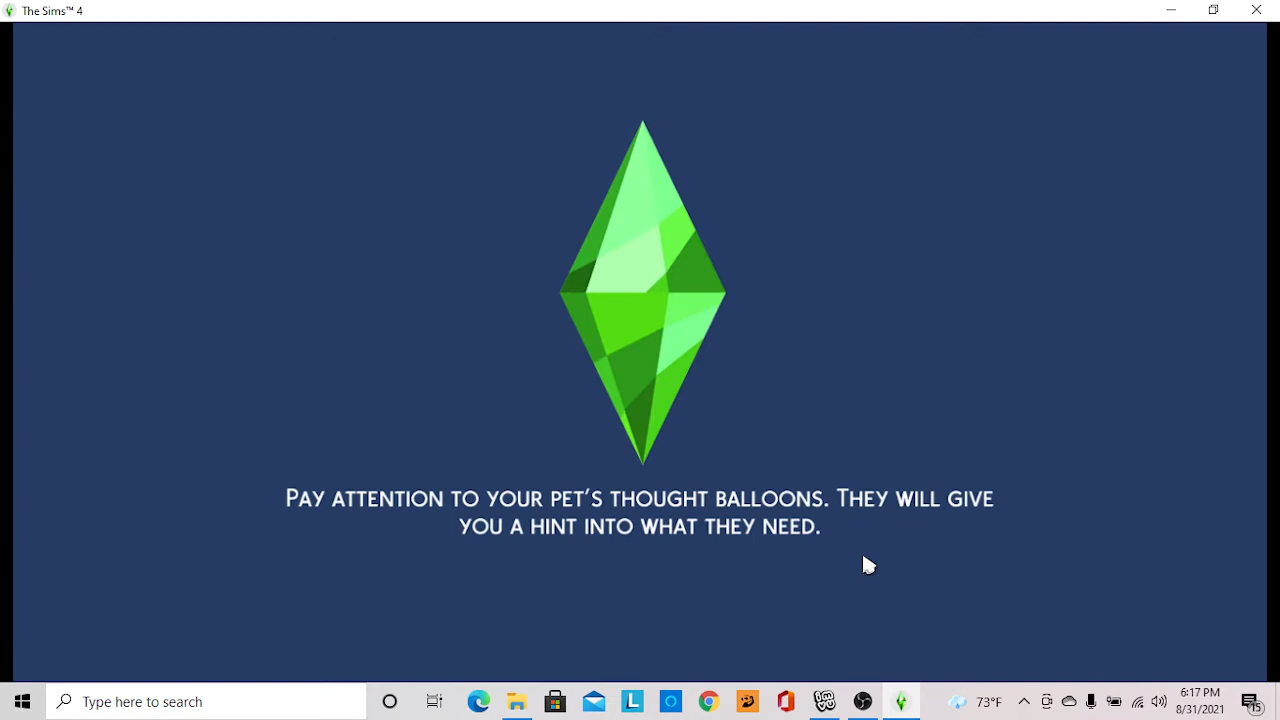 The Sims™ 4
PAY ATTENTION TO YOUR PET'S THOUGHT BALLOONS. THEY WILL GIVE
YOU A HINT INTO WHAT THEY NEED.
Type here to search
73°F
6:17 PM
8/31/2021
15